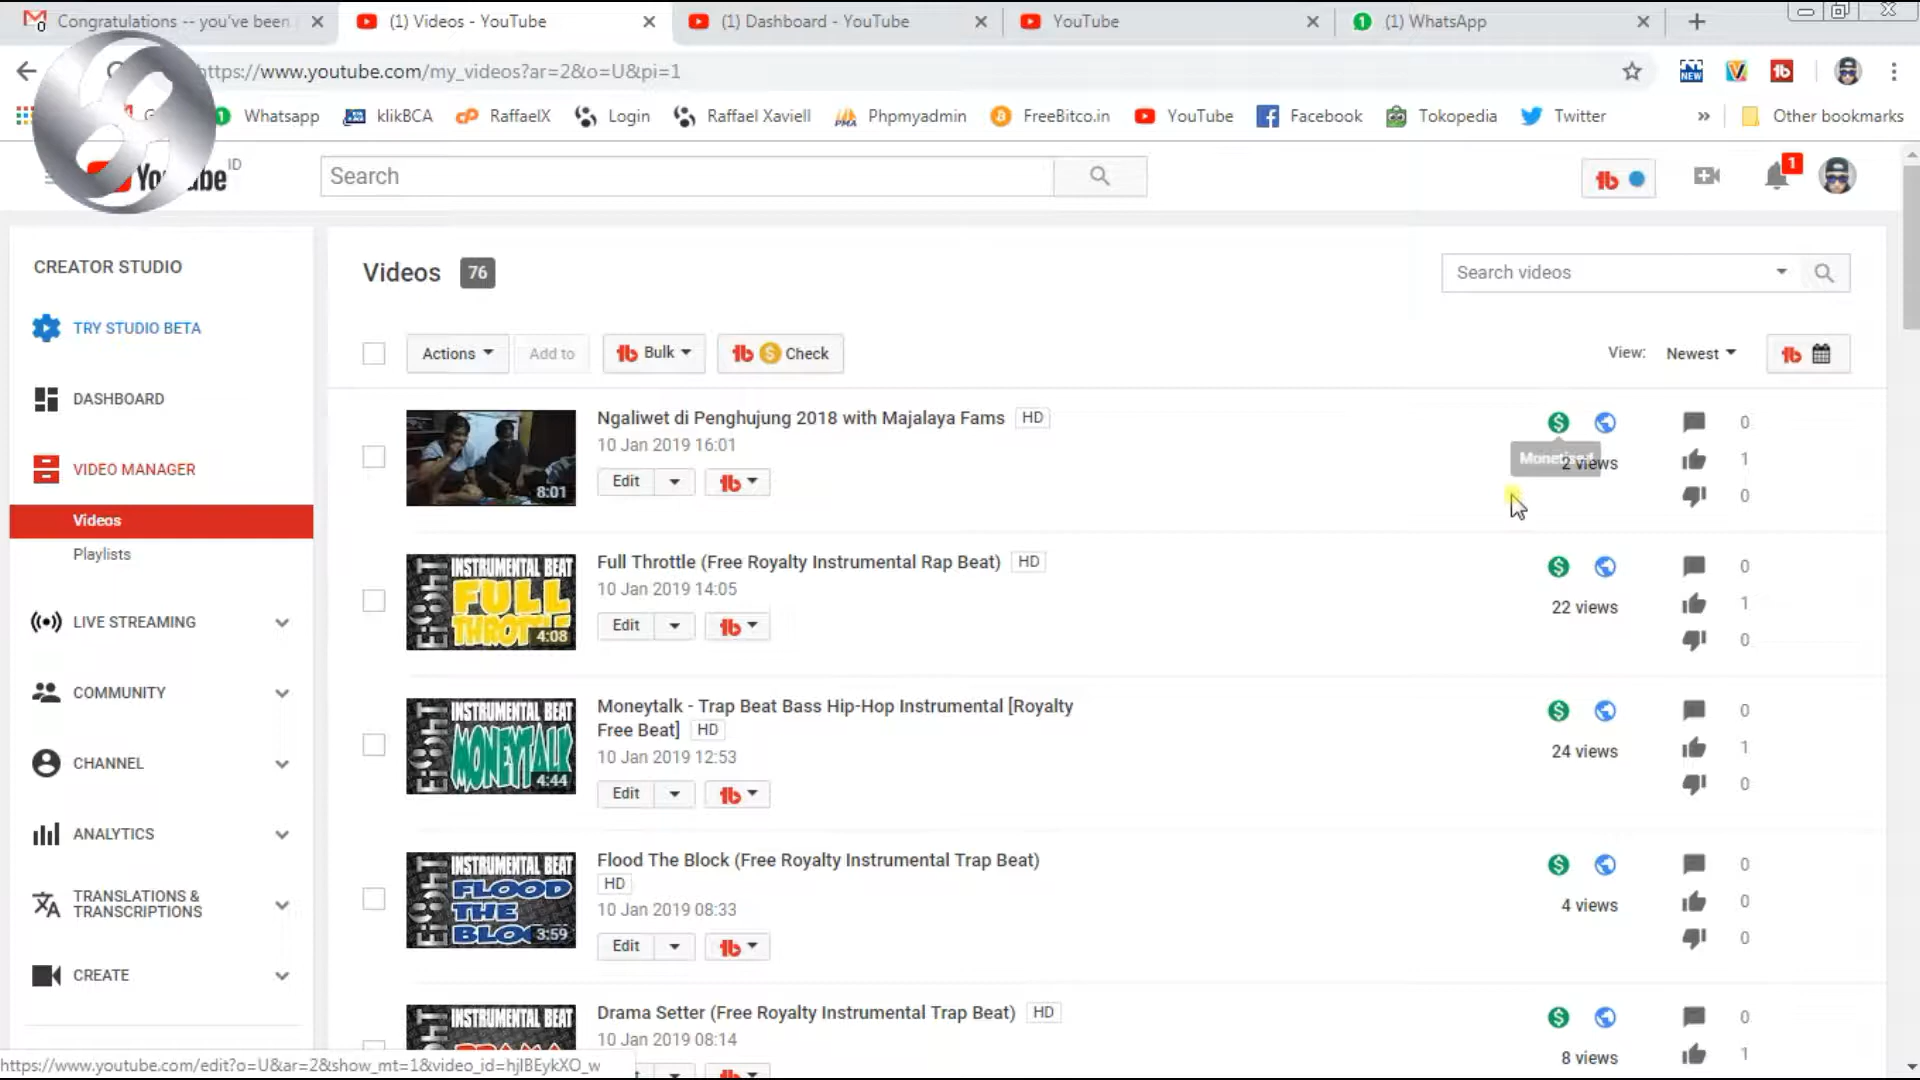 Congratulations -- you've been
(1) Videos - YouTube
(1) Dashboard - YouTube
YouTube
1
(1) WhatsApp
https://www.youtube.com/my_videos?ar=2&o=U&pi=1
NEW
Whatsapp
klikBCA
RaffaelX
Login
Raffael Xaviell
PMA
Phpmyadmin
FreeBitco.in
YouTube
Facebook
Tokopedia
Twitter
Other bookmarks
ID
Search
1
CREATOR STUDIO
TRY STUDIO BETA
DASHBOARD
VIDEO MANAGER
Videos
Playlists
LIVE STREAMING
COMMUNITY
CHANNEL
ANALYTICS
TRANSLATIONS &
TRANSCRIPTIONS
CREATE
Videos 76
Search videos
Actions
Add to
Bulk
Check
View: Newest
Ngaliwet di Penghujung 2018 with Majalaya Fams HD
10 Jan 2019 16:01
Edit
8:01
2 views
0
1
0
Full Throttle (Free Royalty Instrumental Rap Beat) HD
10 Jan 2019 14:05
Edit
INSTRUMENTAL BEAT
FULL
4:08
22 views
0
1
0
Moneytalk - Trap Beat Bass Hip-Hop Instrumental [Royalty
Free Beat] HD
10 Jan 2019 12:53
Edit
INSTRUMENTAL BEAT
MONEYTALK
4:44
24 views
0
1
0
Flood The Block (Free Royalty Instrumental Trap Beat)
HD
10 Jan 2019 08:33
Edit
INSTRUMENTAL BEAT
FLOOD
THE
3:59
4 views
0
0
0
Drama Setter (Free Royalty Instrumental Trap Beat) HD
10 Jan 2019 08:14
INSTRUMENTAL BEAT
8 views
0
1
https://www.youtube.com/edit?o=U&ar=2&show_mt=1&video_id=hjIBEykXO_w